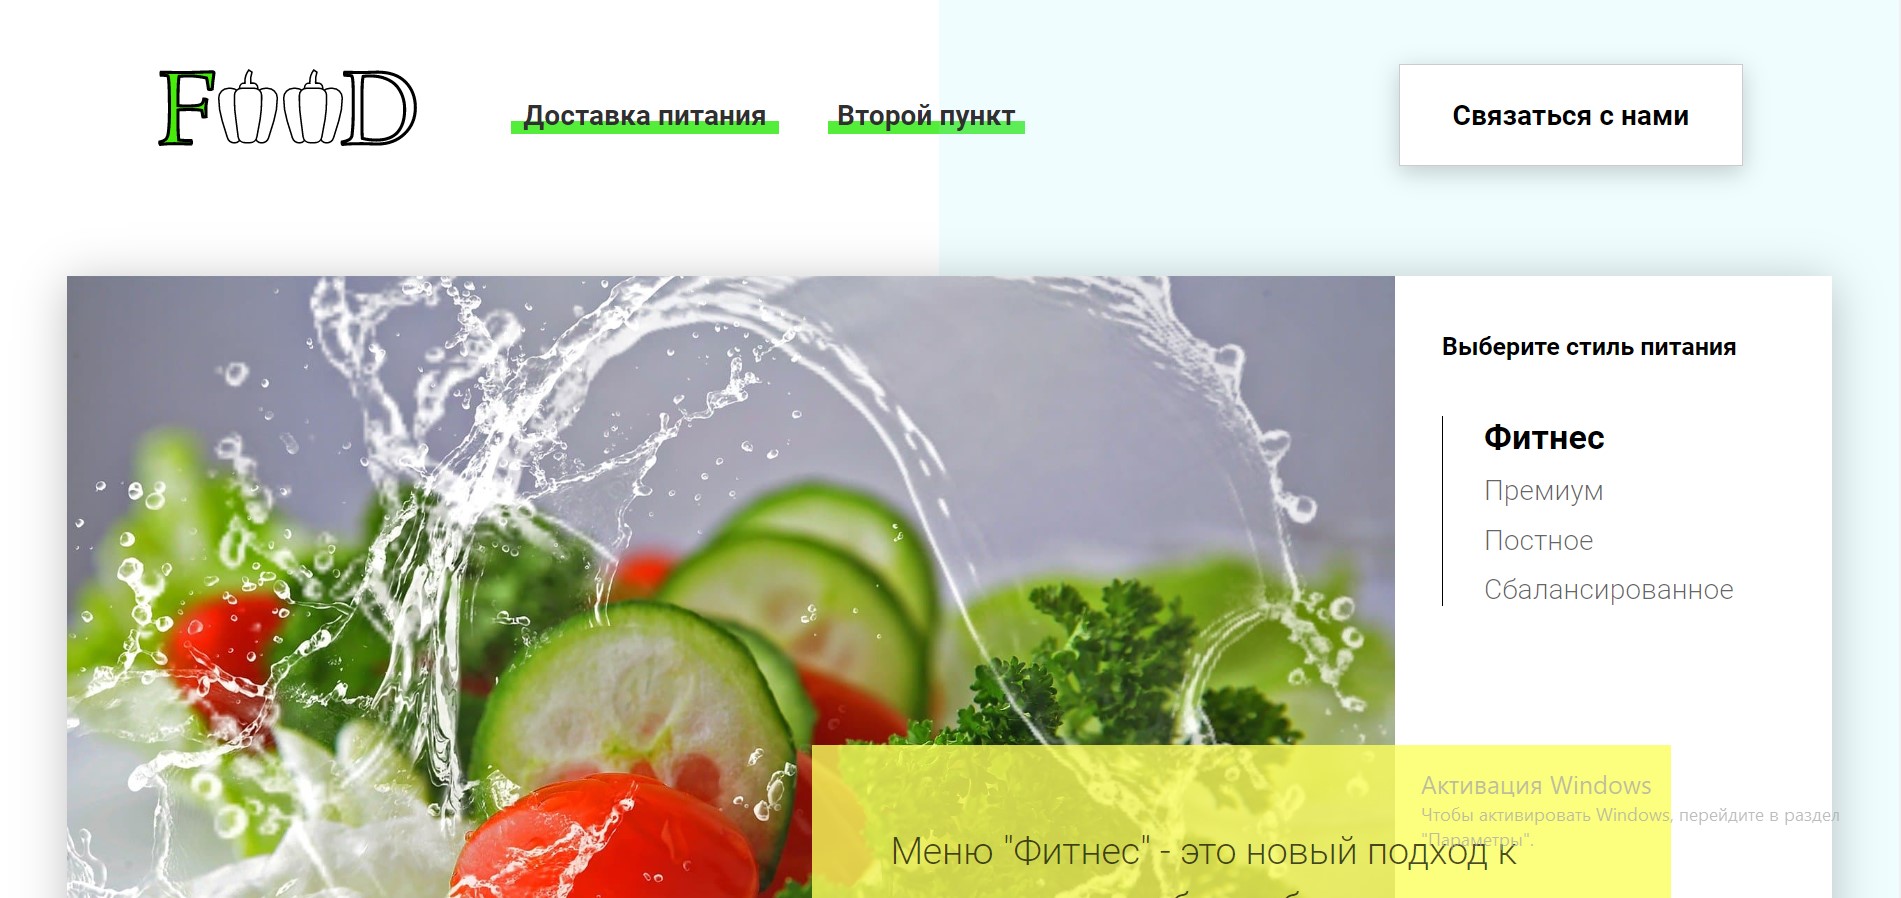 FOOD
Доставка питания
Второй пункт
Связаться с нами
Выберите стиль питания
Фитнес
Премиум
Постное
Сбалансированное
Меню "Фитнес" - это новый подход к
Активация Windows
Чтобы активировать Windows, перейдите в раздел
"Параметры".